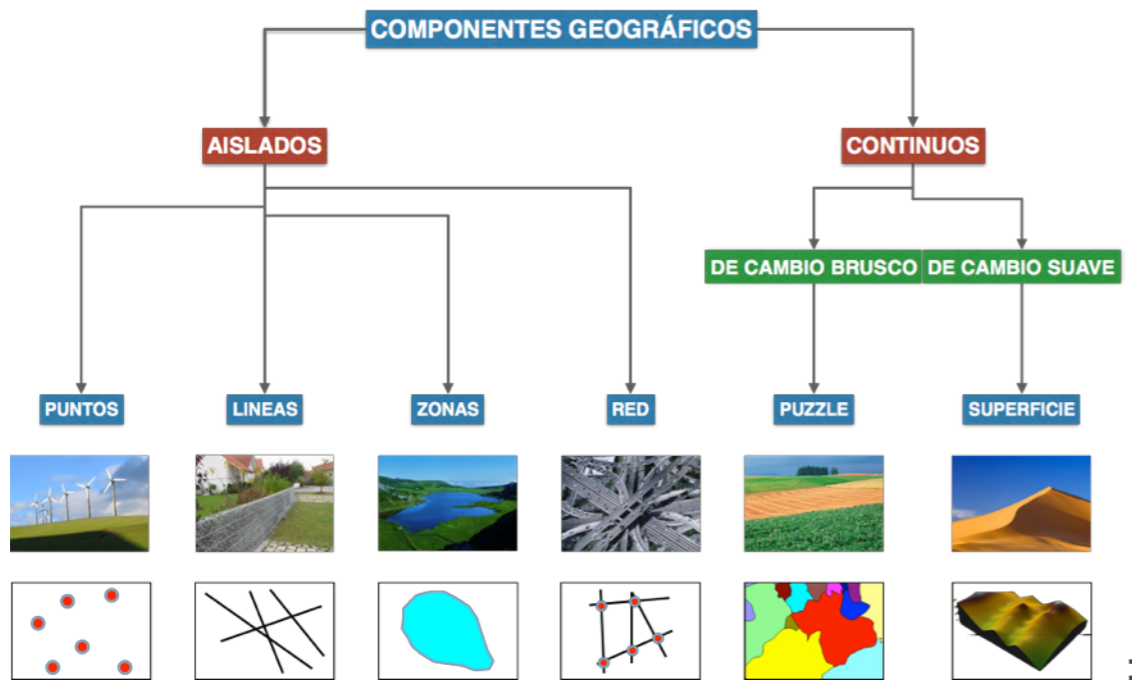 COMPONENTES GEOGRÁFICOS
AISLADOS
CONTINUOS
DE CAMBIO BRUSCO
DE CAMBIO SUAVE
PUNTOS
LINEAS
ZONAS
RED
PUZZLE
SUPERFICIE
: